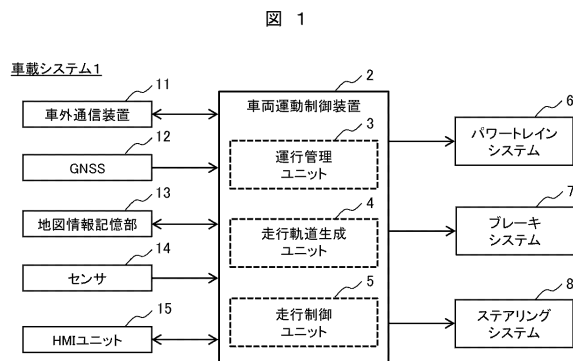 図 1
車載システム1
11
車外通信装置
12
GNSS
13
地図情報記憶部
14
センサ
15
HMIユニット
2
車両運動制御装置
3
運行管理
ユニット
4
走行軌道生成
ユニット
5
走行制御
ユニット
6
パワートレイン
システム
7
ブレーキ
システム
8
ステアリング
システム